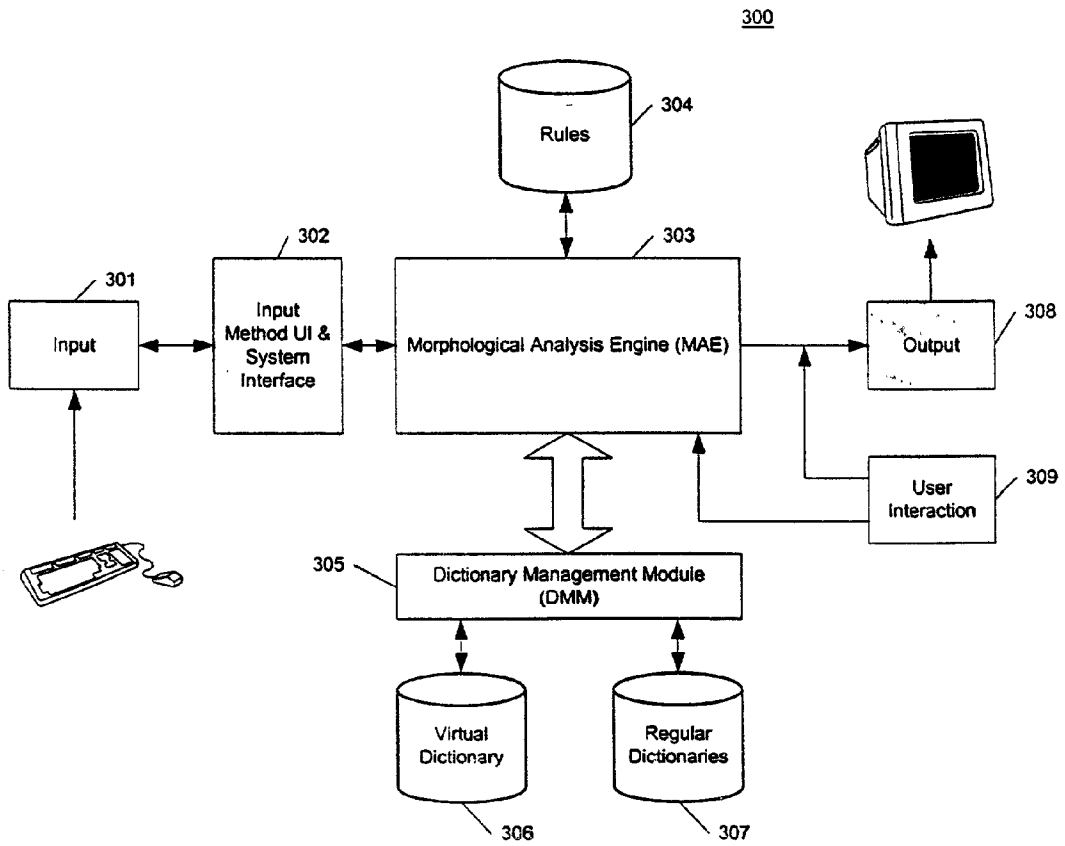 300
304
Rules
302
303
301
Input
Input
Method UI &
System
Interface
Morphological Analysis Engine (MAE)
308
Output
User
Interaction
309
305
Dictionary Management Module
(DMM)
Virtual
Dictionary
Regular
Dictionaries
306
307